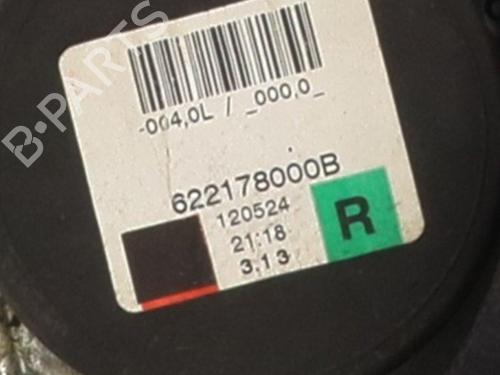 B-PARTS
-004,0L / _000,0_
622178000B
120524
21:18
3.13
R